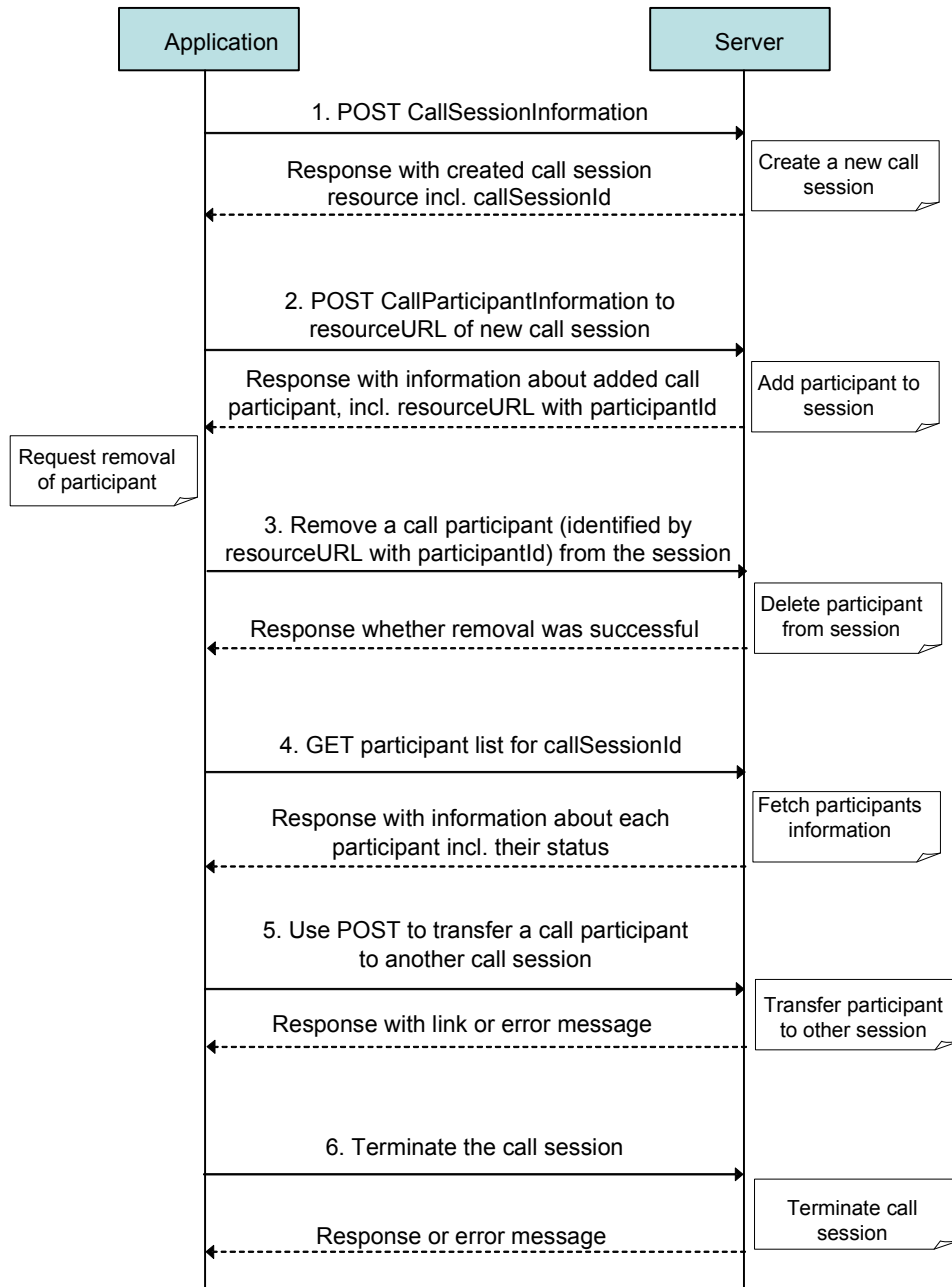 Application
Server
1. POST CallSessionInformation
Create a new call
session
Response with created call session
resource incl. callSessionId
2. POST CallParticipantInformation to
resourceURL of new call session
Response with information about added call
participant, incl. resourceURL with participantId
Add participant to
session
Request removal
of participant
3. Remove a call participant (identified by
resourceURL with participantId) from the session
Delete participant
from session
Response whether removal was successful
4. GET participant list for callSessionId
Fetch participants
information
Response with information about each
participant incl. their status
5. Use POST to transfer a call participant
to another call session
Transfer participant
to other session
Response with link or error message
6. Terminate the call session
Terminate call
session
Response or error message